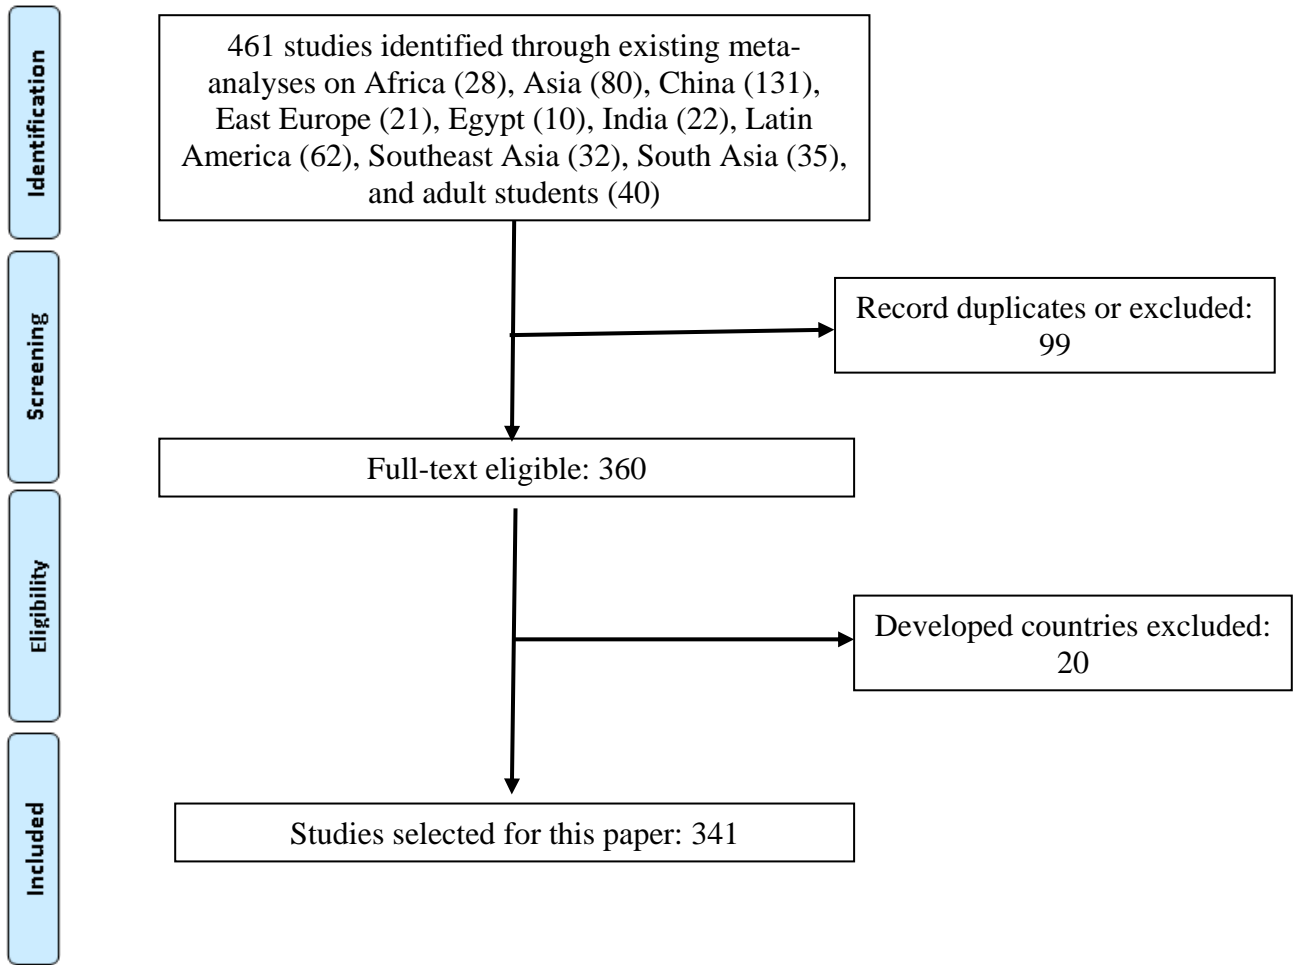 Identification
461 studies identified through existing meta-
analyses on Africa (28), Asia (80), China (131),
East Europe (21), Egypt (10), India (22), Latin
America (62), Southeast Asia (32), South Asia (35),
and adult students (40)
Screening
Record duplicates or excluded:
99
Full-text eligible: 360
Eligibility
Developed countries excluded:
20
Included
Studies selected for this paper: 341